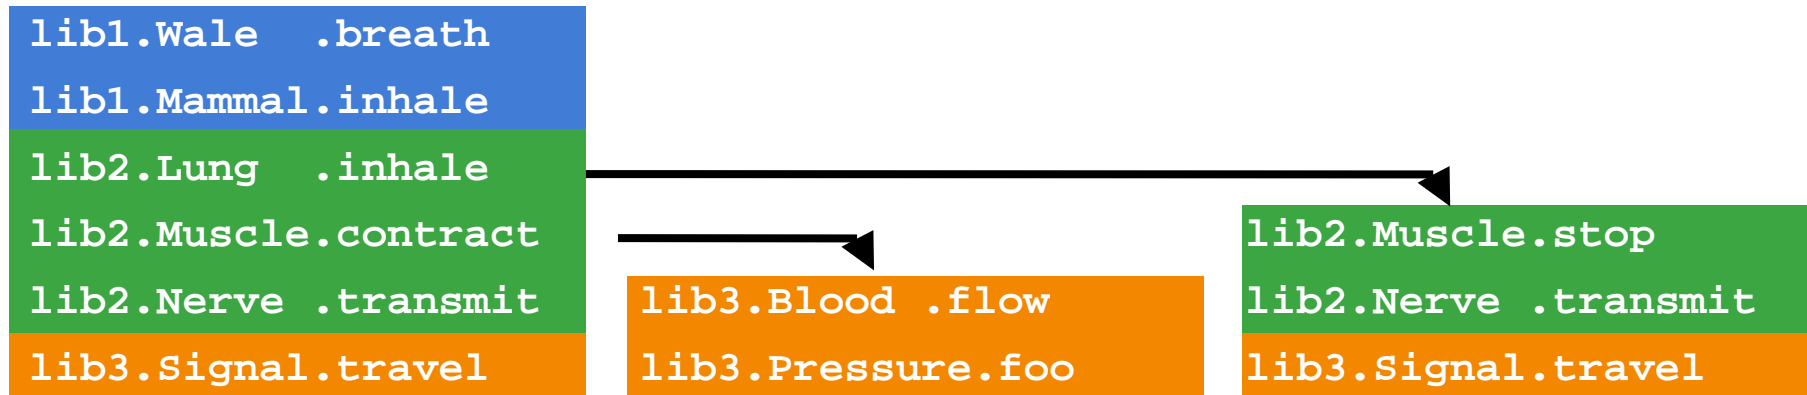 lib1.Wale  .breath
lib1.Mammal.inhale
lib2.Lung  .inhale
lib2.Muscle.contract
lib2.Nerve .transmit
lib3.Signal.travel
lib3.Blood .flow
lib3.Pressure.foo
lib2.Muscle.stop
lib2.Nerve .transmit
lib3.Signal.travel